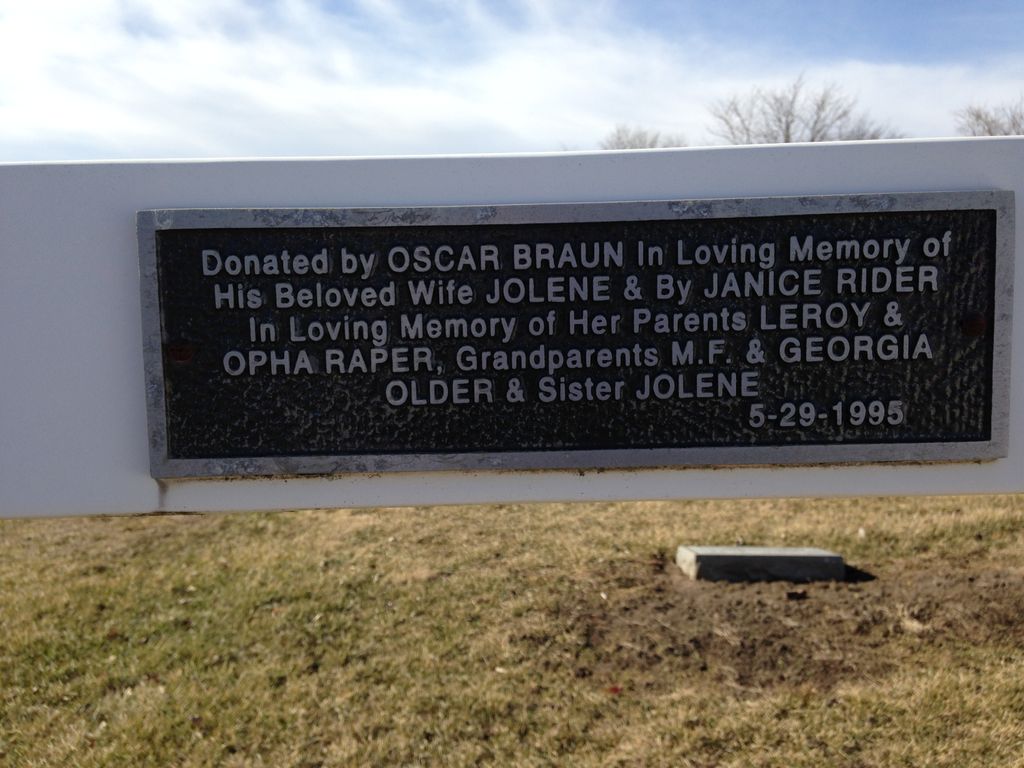 Donated by OSCAR BRAUN In Loving Memory of
His Beloved Wife JOLENE & By JANICE RIDER
In Loving Memory of Her Parents LEROY &
OPHA RAPER, Grandparents M.F. & GEORGIA
OLDER & Sister JOLENE
5-29-1995